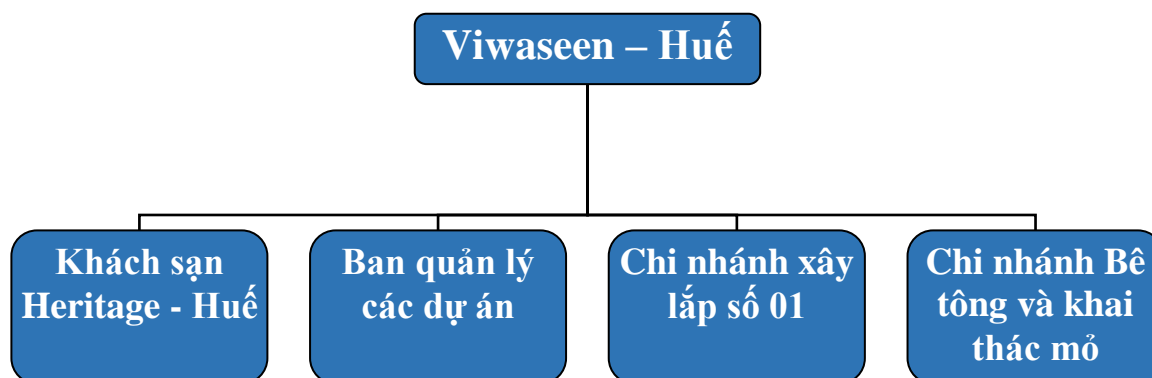 Viwaseen – Huế
Khách sạn
Heritage - Huế
Ban quản lý
các dự án
Chi nhánh xây
lắp số 01
Chi nhánh Bê
tông và khai
thác mỏ